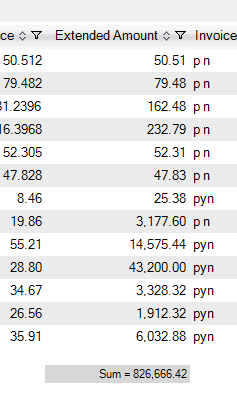 ce Extended Amount Invoice
50.512 50.51 p n
79.482 79.48 p n
31.2396 162.48 p n
16.3968 232.79 p n
52.305 52.31 p n
47.828 47.83 p n
8.46 25.38 pyn
19.86 3,177.60 p n
55.21 14,575.44 pyn
28.80 43,200.00 pyn
34.67 3,328.32 pyn
26.56 1,912.32 pyn
35.91 6,032.88 pyn
Sum = 826,666.42